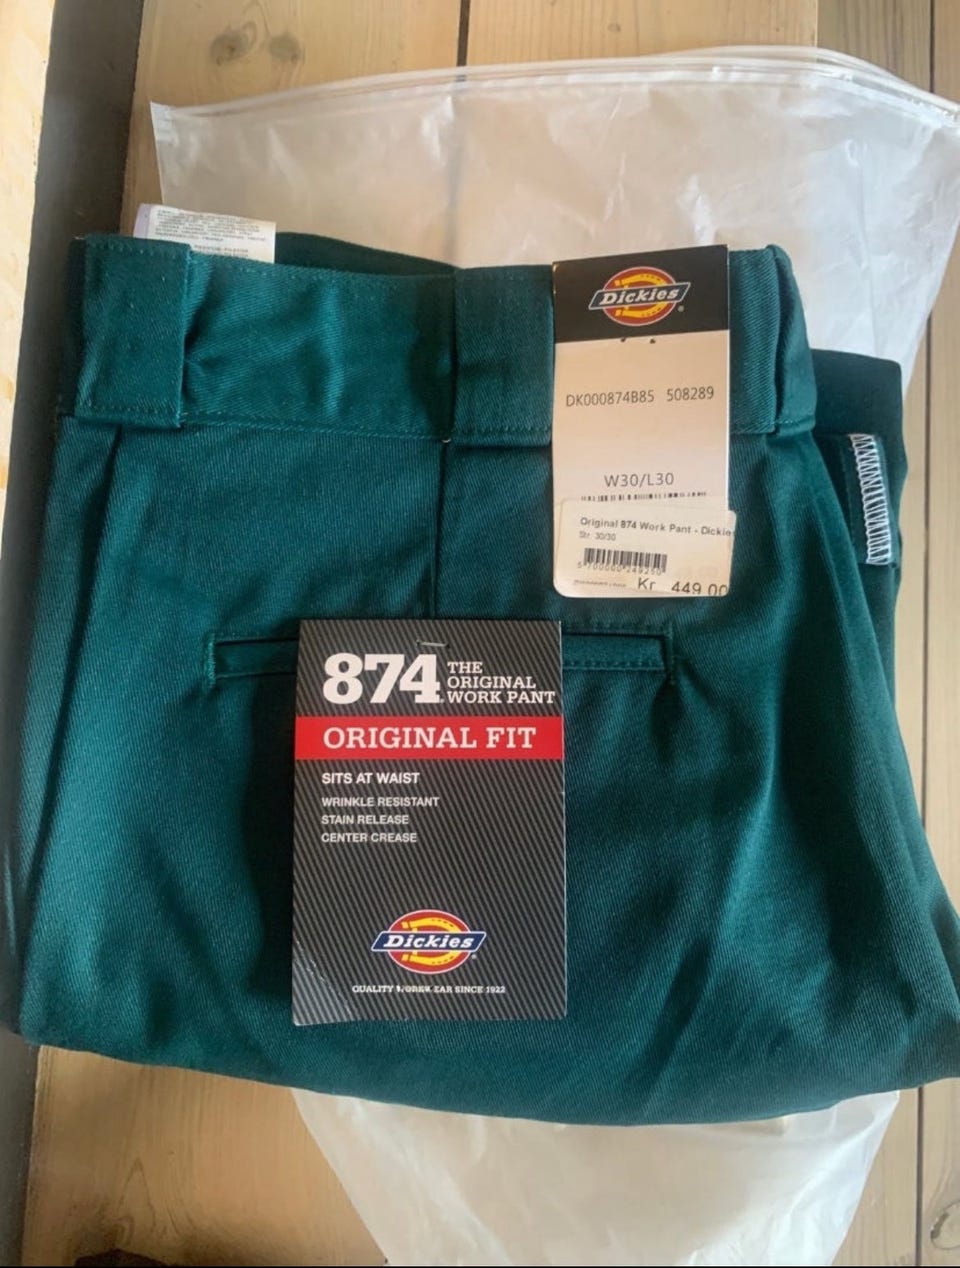 Dickies
DK000874B85 508289
W30/L30
Original 874 Work Pant - Dickies
Str. 30/30
Kr. 449.00
874 THE
ORIGINAL
WORK PANT
ORIGINAL FIT
SITS AT WAIST
WRINKLE RESISTANT
STAIN RELEASE
CENTER CREASE
Dickies
QUALITY WORKWEAR SINCE 1922